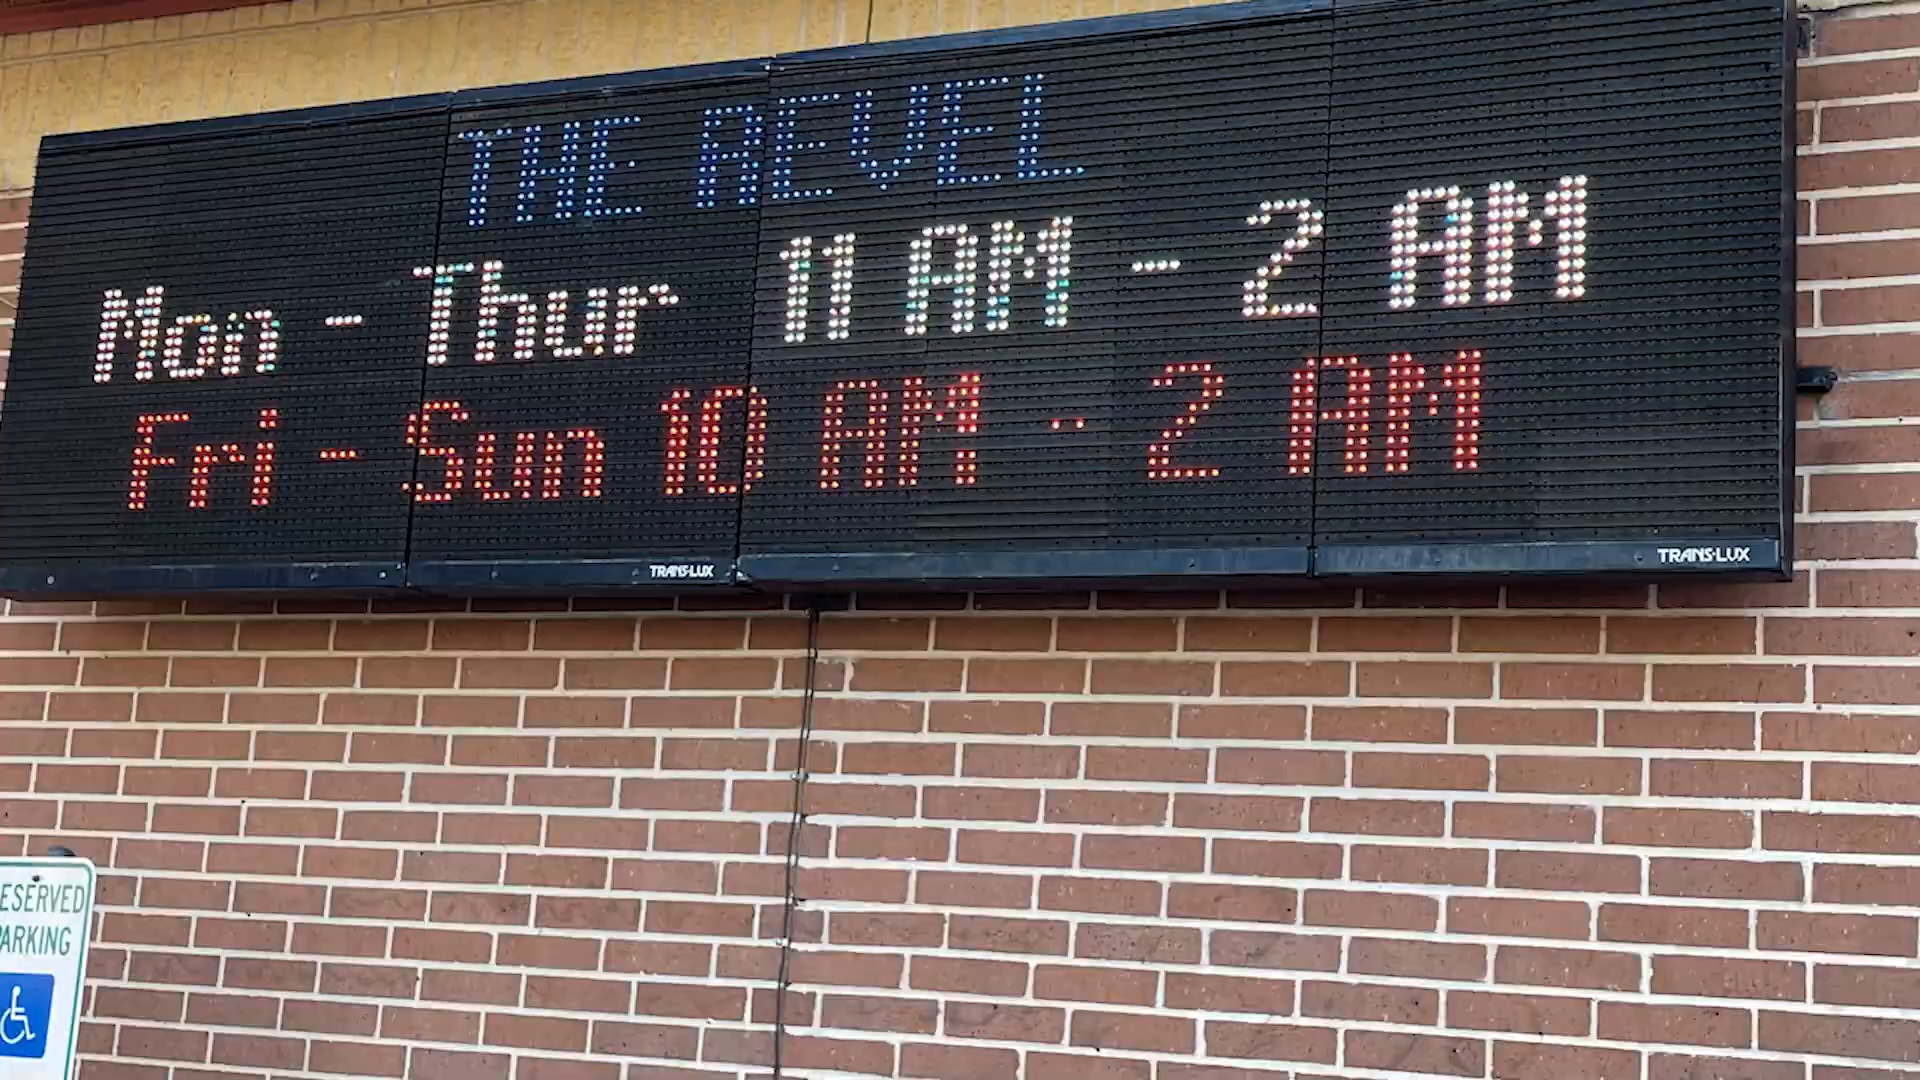 THE REVEL
Mon - Thur 11 AM - 2 AM
Fri - Sun 10 AM - 2 AM
TRANS-LUX
TRANS-LUX
ESERVED
PARKING